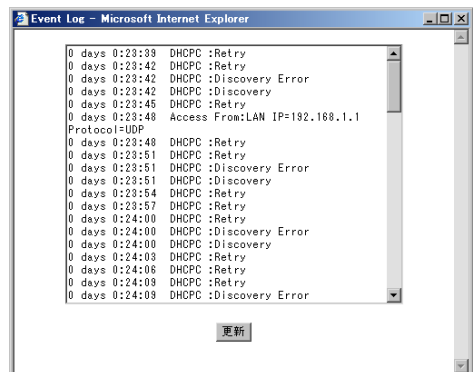 Event Log - Microsoft Internet Explorer
0 days 0:23:39 DHCPC :Retry
0 days 0:23:42 DHCPC :Retry
0 days 0:23:42 DHCPC :Discovery Error
0 days 0:23:42 DHCPC :Discovery
0 days 0:23:45 DHCPC :Retry
0 days 0:23:48 Access From:LAN IP=192.168.1.1
Protocol=UDP
0 days 0:23:48 DHCPC :Retry
0 days 0:23:51 DHCPC :Retry
0 days 0:23:51 DHCPC :Discovery Error
0 days 0:23:51 DHCPC :Discovery
0 days 0:23:54 DHCPC :Retry
0 days 0:23:57 DHCPC :Retry
0 days 0:24:00 DHCPC :Retry
0 days 0:24:00 DHCPC :Discovery Error
0 days 0:24:00 DHCPC :Discovery
0 days 0:24:03 DHCPC :Retry
0 days 0:24:06 DHCPC :Retry
0 days 0:24:09 DHCPC :Retry
0 days 0:24:09 DHCPC :Discovery Error
更新